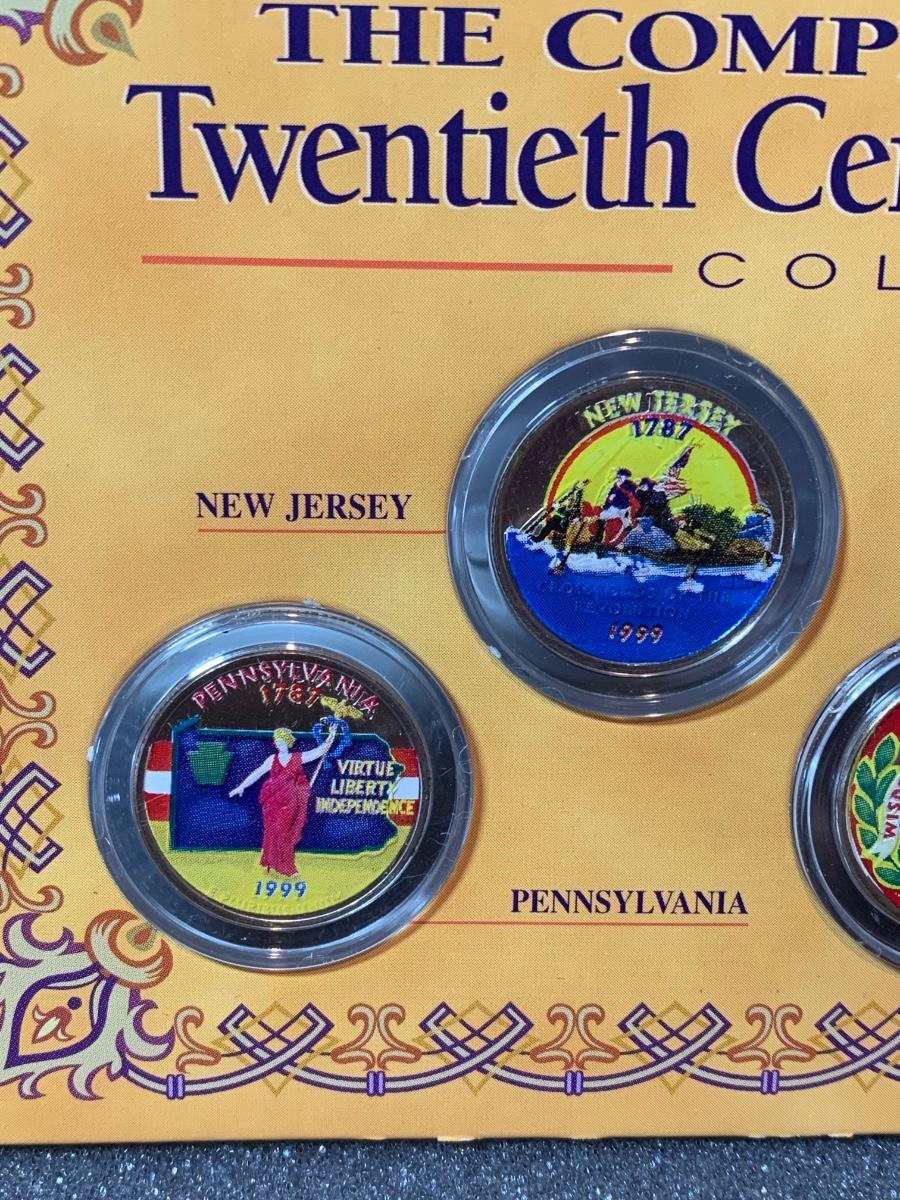 THE COMP
Twentieth Ce
COL
NEW JERSEY
NEW JERSEY
1787
CROSSROADS OF THE
REVOLUTION
1999
PENNSYLVANIA
1787
VIRTUE
LIBERTY
INDEPENDENCE
1999
PENNSYLVANIA